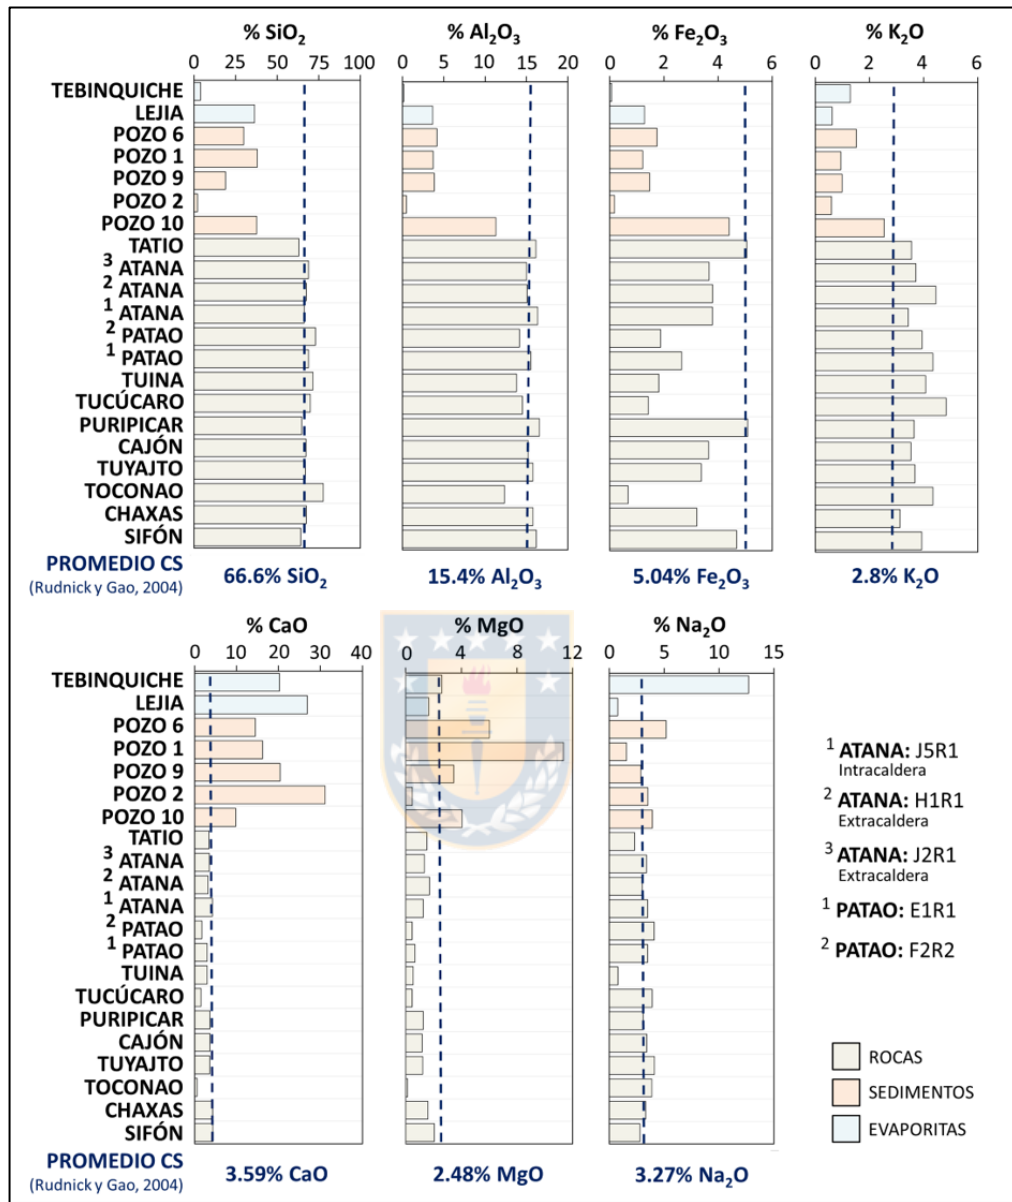 % SiO₂ % Al₂O₃ % Fe₂O₃ % K₂O
0 25 50 75 100 0 5 10 15 20 0 2 4 6 0 2 4 6
TEBINQUICHE
LEJIA
POZO 6
POZO 1
POZO 9
POZO 2
POZO 10
TATIO
³ ATANA
² ATANA
¹ ATANA
² PATAO
¹ PATAO
TUINA
TUCÚCARO
PURIPICAR
CAJÓN
TUYAJTO
TOCONAO
CHAXAS
SIFÓN
PROMEDIO CS
(Rudnick y Gao, 2004)
66.6% SiO₂ 15.4% Al₂O₃ 5.04% Fe₂O₃ 2.8% K₂O
% CaO % MgO % Na₂O
0 10 20 30 40 0 4 8 12 0 5 10 15
TEBINQUICHE
LEJIA
POZO 6
POZO 1
POZO 9
POZO 2
POZO 10
TATIO
³ ATANA
² ATANA
¹ ATANA
² PATAO
¹ PATAO
TUINA
TUCÚCARO
PURIPICAR
CAJÓN
TUYAJTO
TOCONAO
CHAXAS
SIFÓN
PROMEDIO CS
(Rudnick y Gao, 2004)
3.59% CaO 2.48% MgO 3.27% Na₂O
¹ ATANA: J5R1
Intracaldera
² ATANA: H1R1
Extracaldera
³ ATANA: J2R1
Extracaldera
¹ PATAO: E1R1
² PATAO: F2R2
ROCAS
SEDIMENTOS
EVAPORITAS